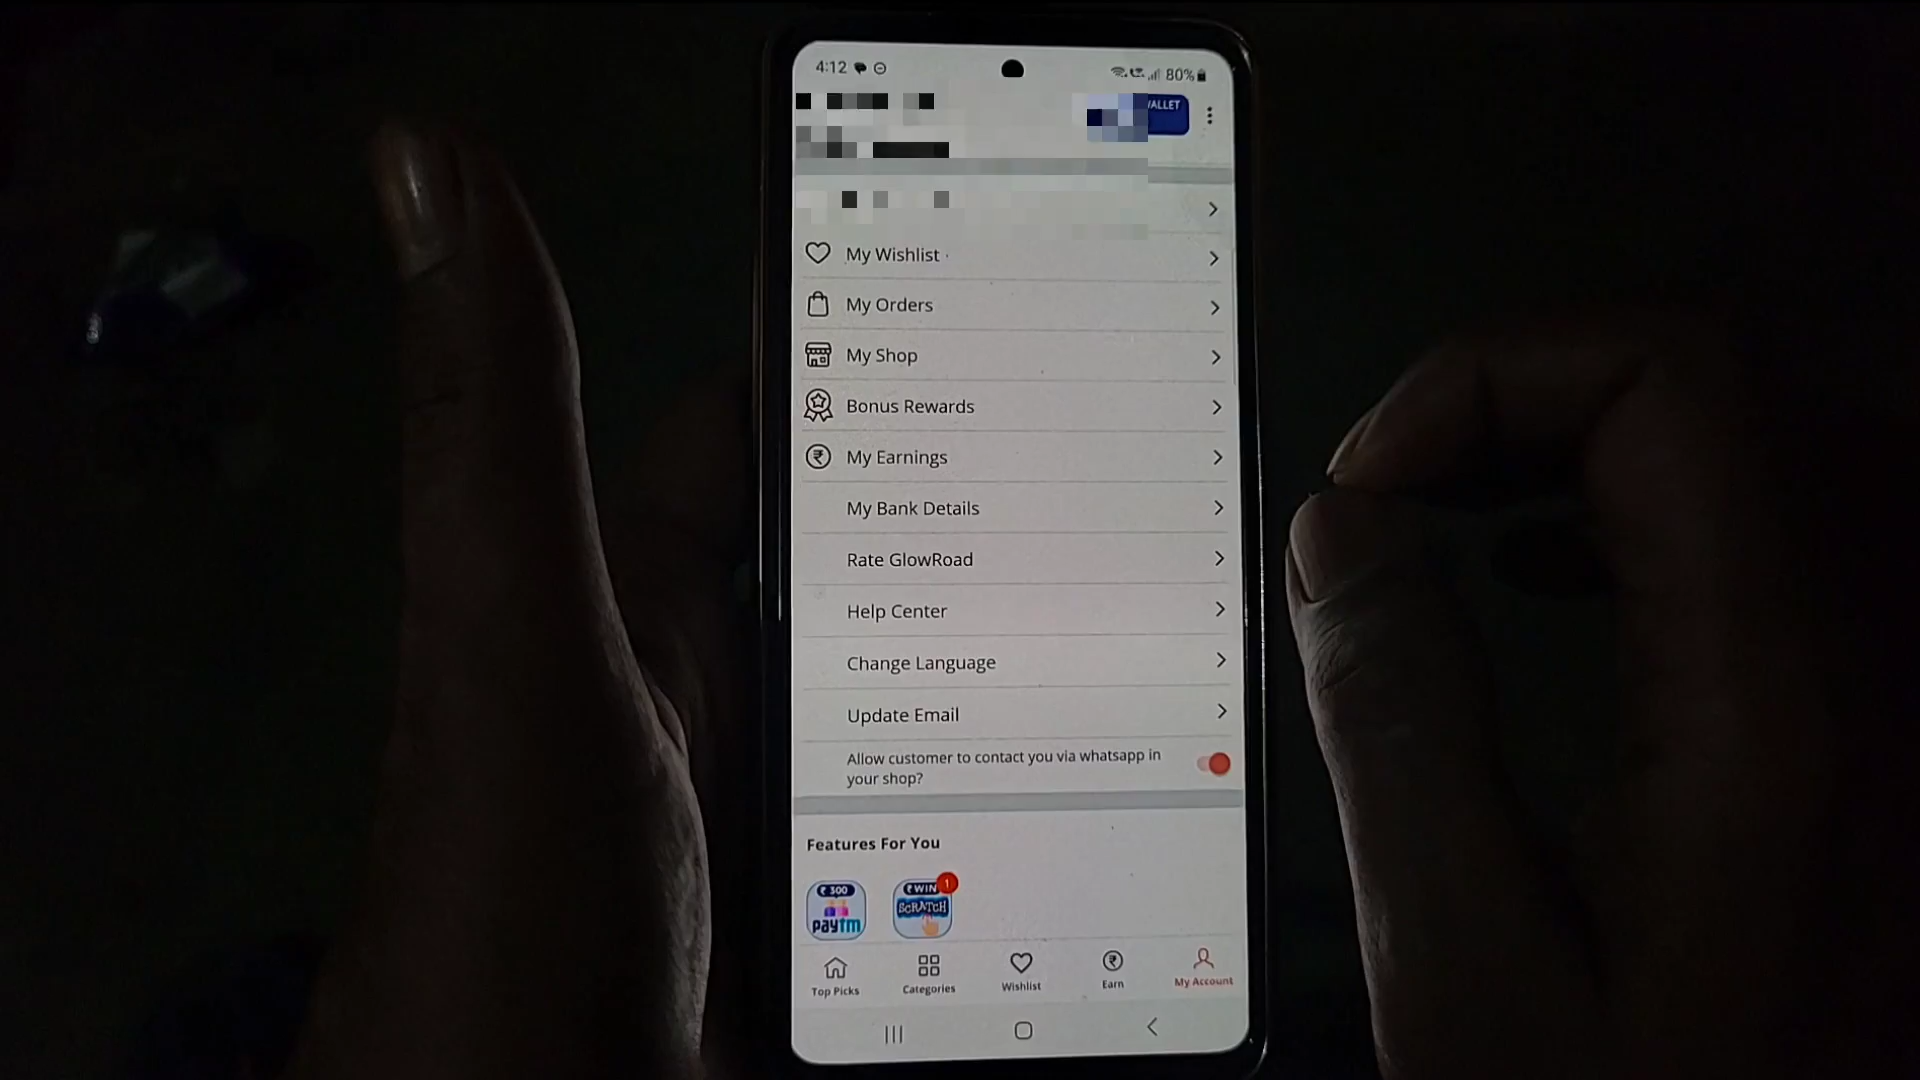 4:12
80%
WALLET
My Wishlist
My Orders
My Shop
Bonus Rewards
My Earnings
My Bank Details
Rate GlowRoad
Help Center
Change Language
Update Email
Allow customer to contact you via whatsapp in
your shop?
Features For You
₹ 300
paytm
₹ WIN
SCRATCH
1
Top Picks
Categories
Wishlist
Earn
My Account